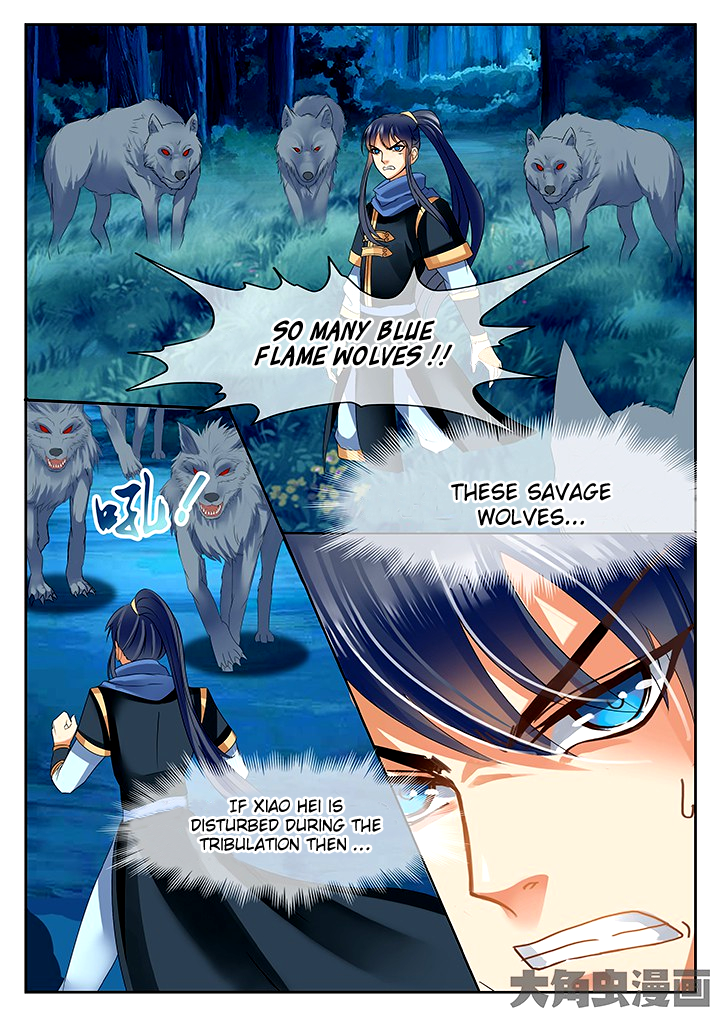 SO MANY BLUE
FLAME WOLVES !!
THESE SAVAGE
WOLVES...
吼!
IF XIAO HEI IS
DISTURBED DURING THE
TRIBULATION THEN ...
大角虫漫画